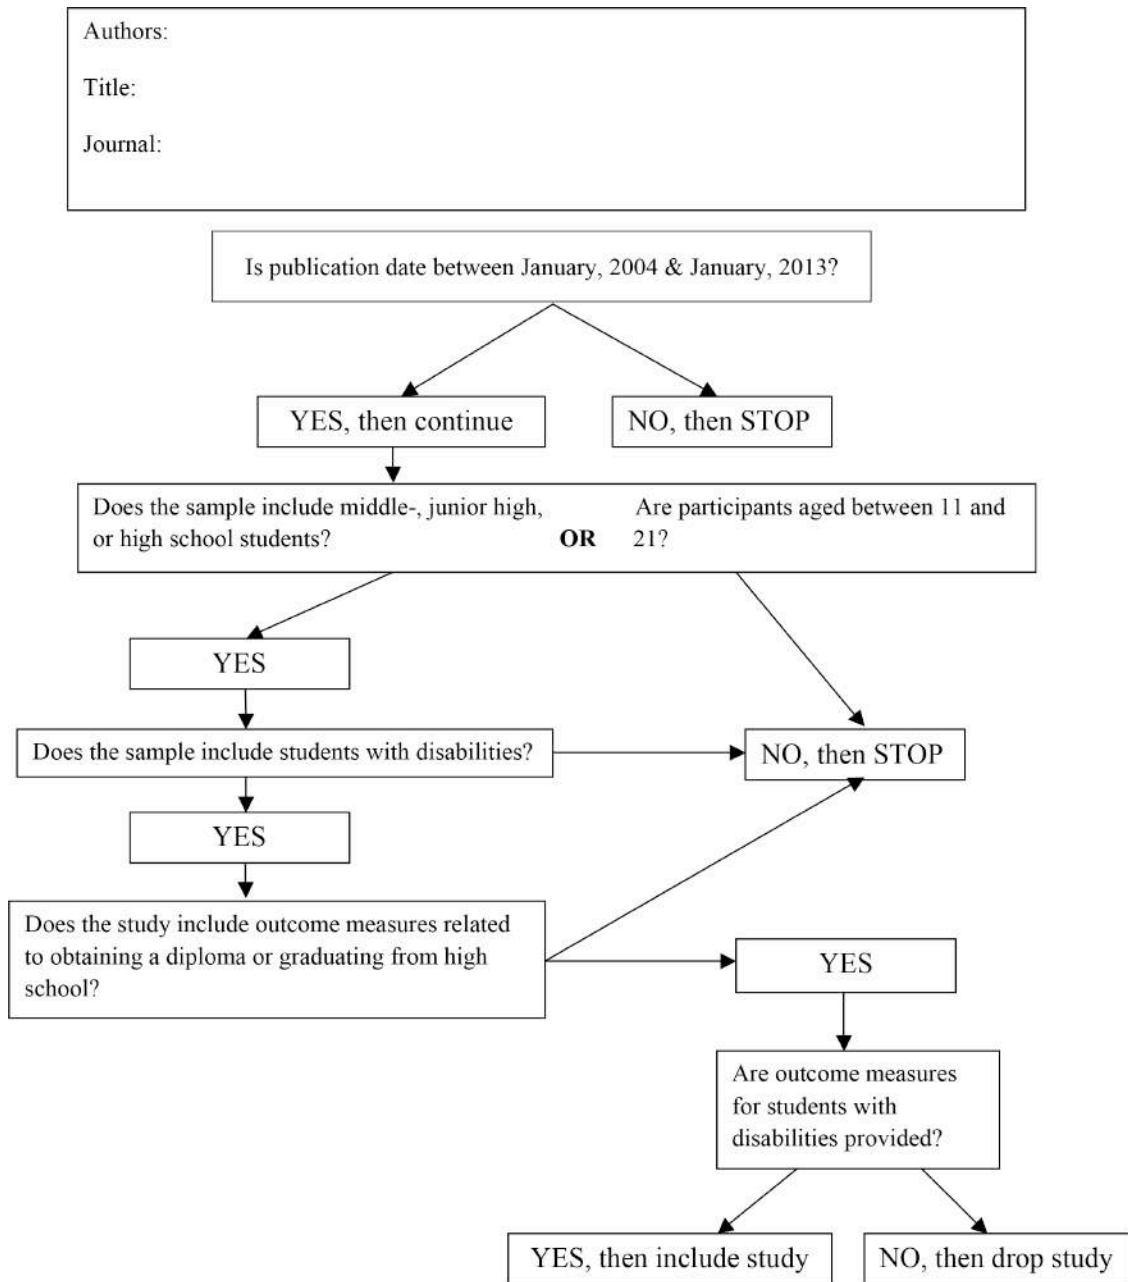 Authors:
Title:
Journal:
Is publication date between January, 2004 & January, 2013?
YES, then continue
NO, then STOP
Does the sample include middle-, junior high,
or high school students?
OR
Are participants aged between 11 and
21?
YES
Does the sample include students with disabilities?
NO, then STOP
YES
Does the study include outcome measures related
to obtaining a diploma or graduating from high
school?
YES
Are outcome measures
for students with
disabilities provided?
YES, then include study
NO, then drop study